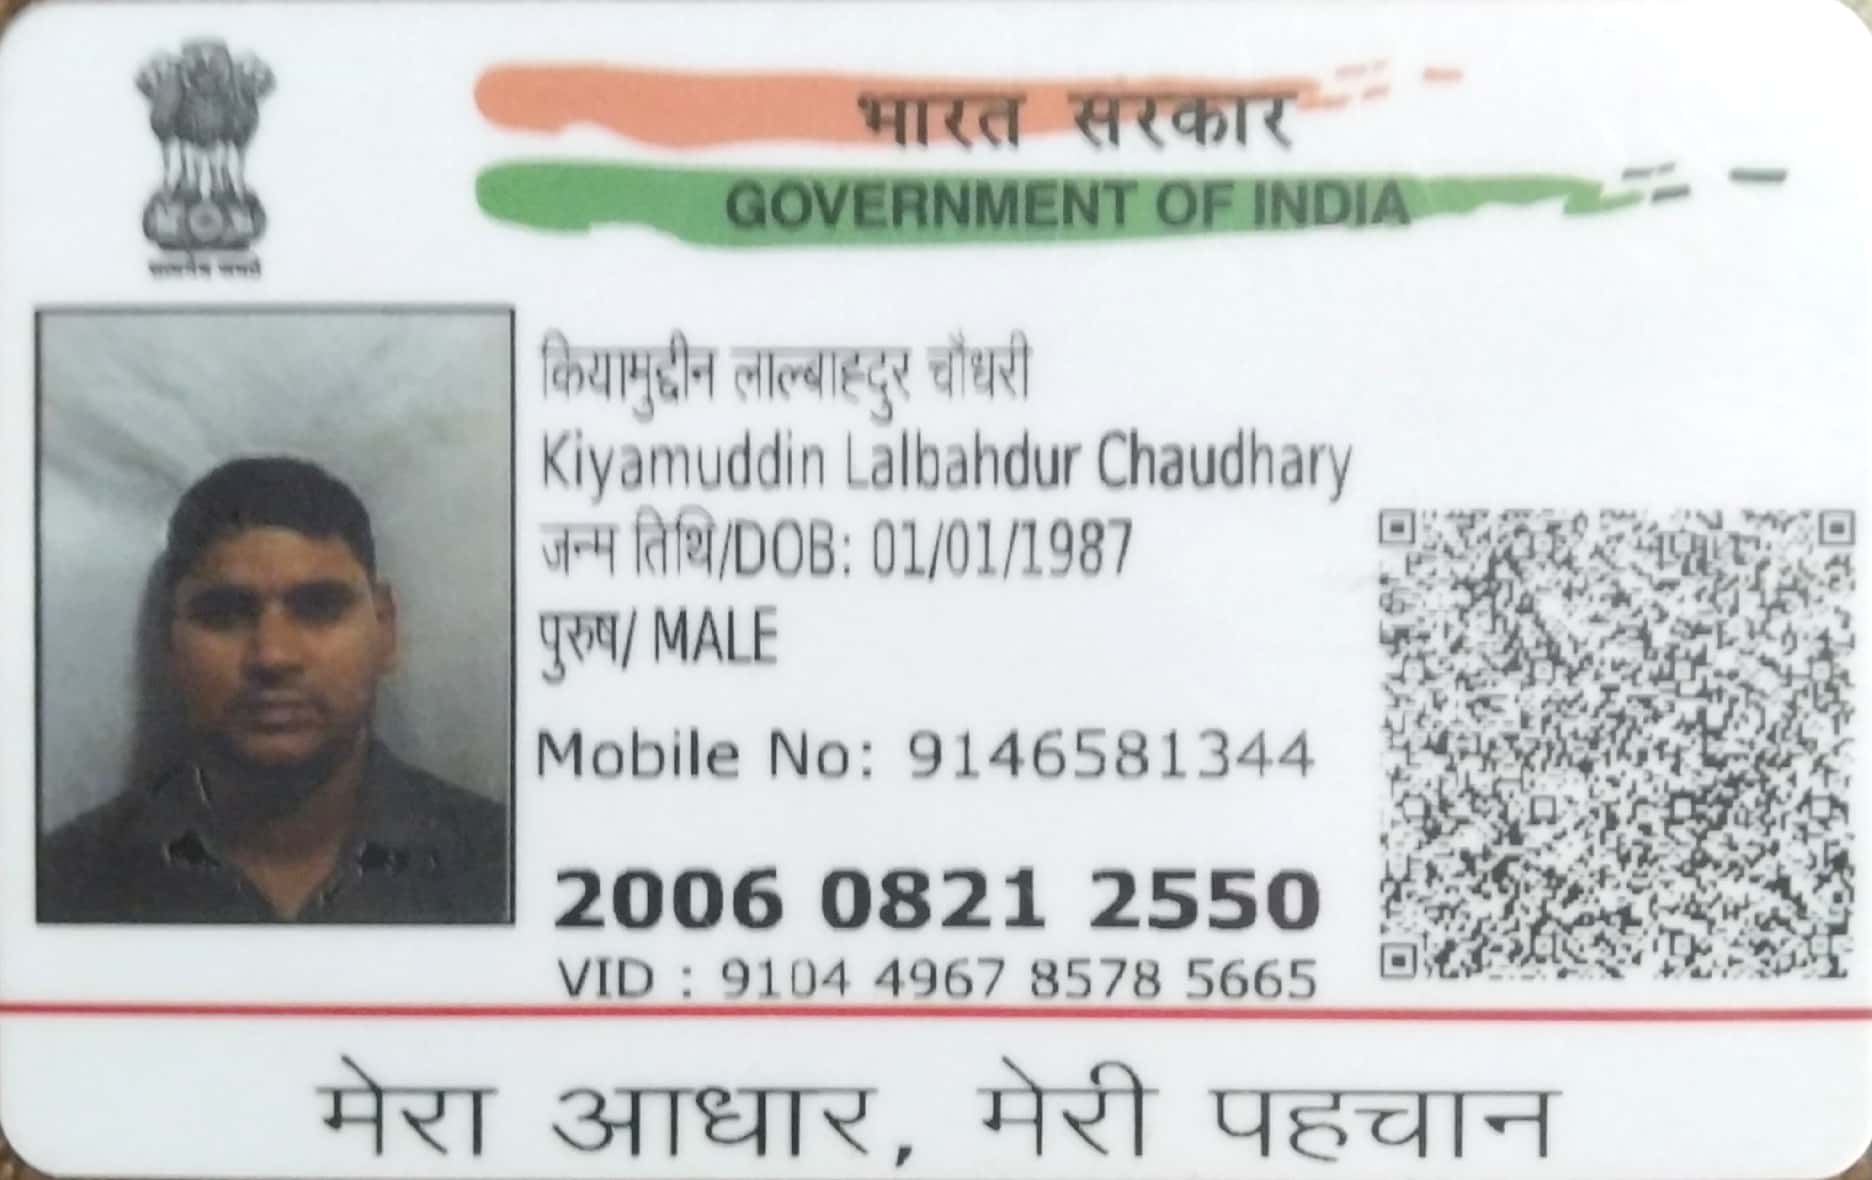 भारत सरकार
GOVERNMENT OF INDIA
सत्यमेव जयते
कियामुद्दीन लाल्बाह्दुर चौधरी
Kiyamuddin Lalbahdur Chaudhary
जन्म तिथि/DOB: 01/01/1987
पुरुष/ MALE
Mobile No: 9146581344
2006 0821 2550
VID : 9104 4967 8578 5665
मेरा आधार, मेरी पहचान